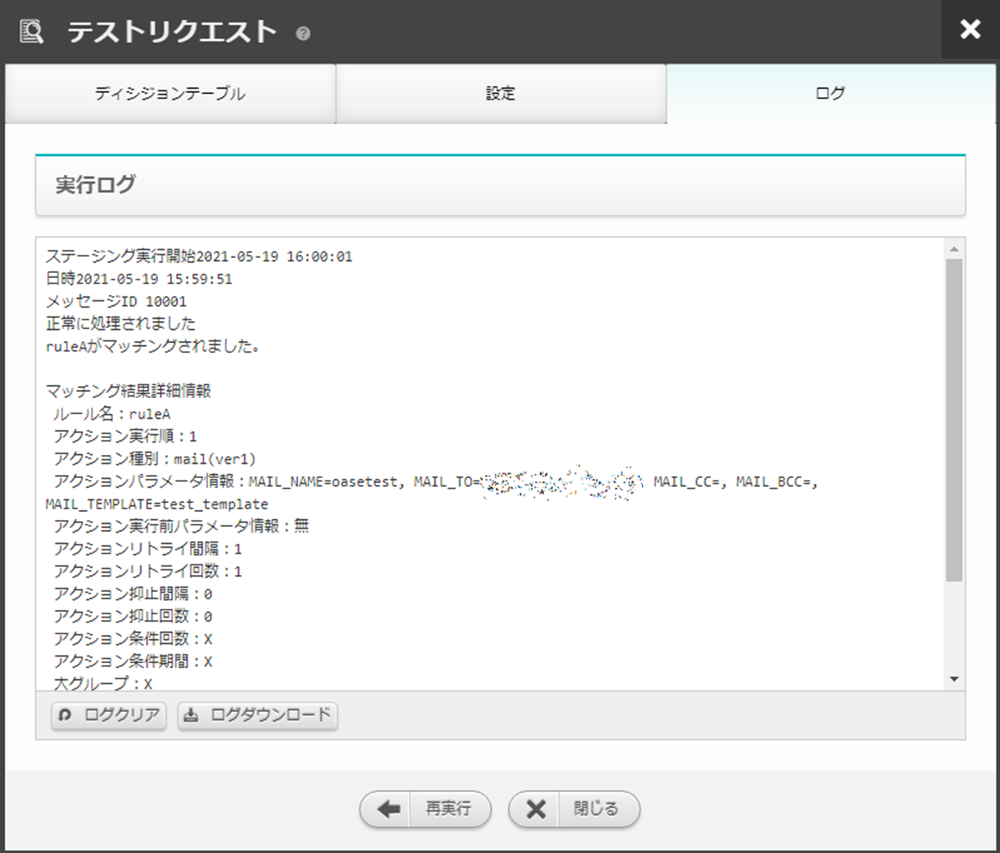 テストリクエスト ?
ディシジョンテーブル
設定
ログ
実行ログ
ステージング実行開始2021-05-19 16:00:01
日時2021-05-19 15:59:51
メッセージID 10001
正常に処理されました
ruleAがマッチングされました。
マッチング結果詳細情報
ルール名：ruleA
アクション実行順：1
アクション種別：mail(ver1)
アクションパラメータ情報：MAIL_NAME=oasetest, MAIL_TO= MAIL_CC=, MAIL_BCC=,
MAIL_TEMPLATE=test_template
アクション実行前パラメータ情報：無
アクションリトライ間隔：1
アクションリトライ回数：1
アクション抑止間隔：0
アクション抑止回数：0
アクション条件回数：X
アクション条件期間：X
大グループ：X
ログクリア
ログダウンロード
再実行
閉じる